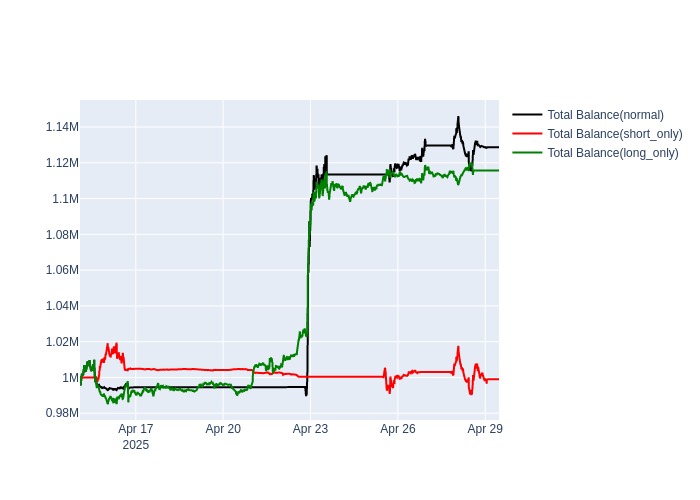 1.14M
1.12M
1.1M
1.08M
1.06M
1.04M
1.02M
1M
0.98M
Apr 17
2025
Apr 20
Apr 23
Apr 26
Apr 29
Total Balance(normal)
Total Balance(short_only)
Total Balance(long_only)